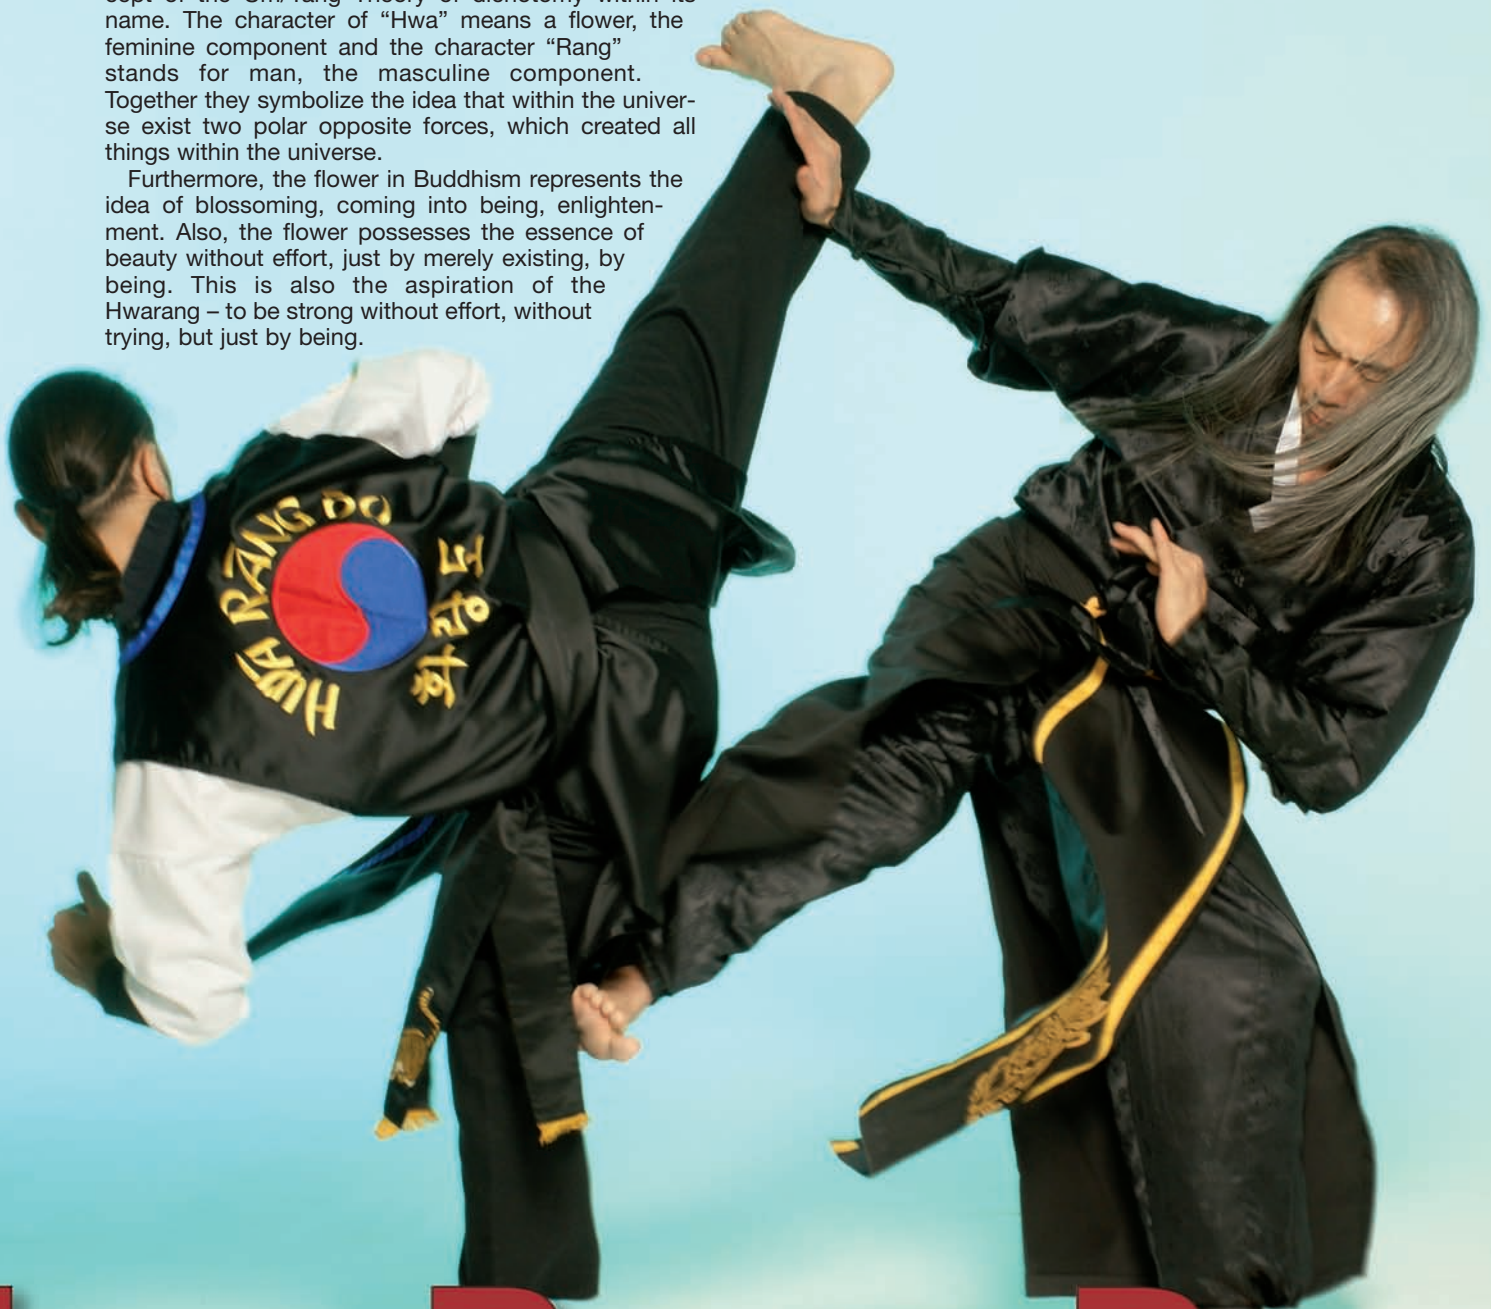 name. The character of “Hwa” means a flower, the
feminine component and the character “Rang”
stands for man, the masculine component.
Together they symbolize the idea that within the univer-
se exist two polar opposite forces, which created all
things within the universe.
Furthermore, the flower in Buddhism represents the
idea of blossoming, coming into being, enlighten-
ment. Also, the flower possesses the essence of
beauty without effort, just by merely existing, by
being. This is also the aspiration of the
Hwarang – to be strong without effort, without
trying, but just by being.
HWA RANG DO
화랑도